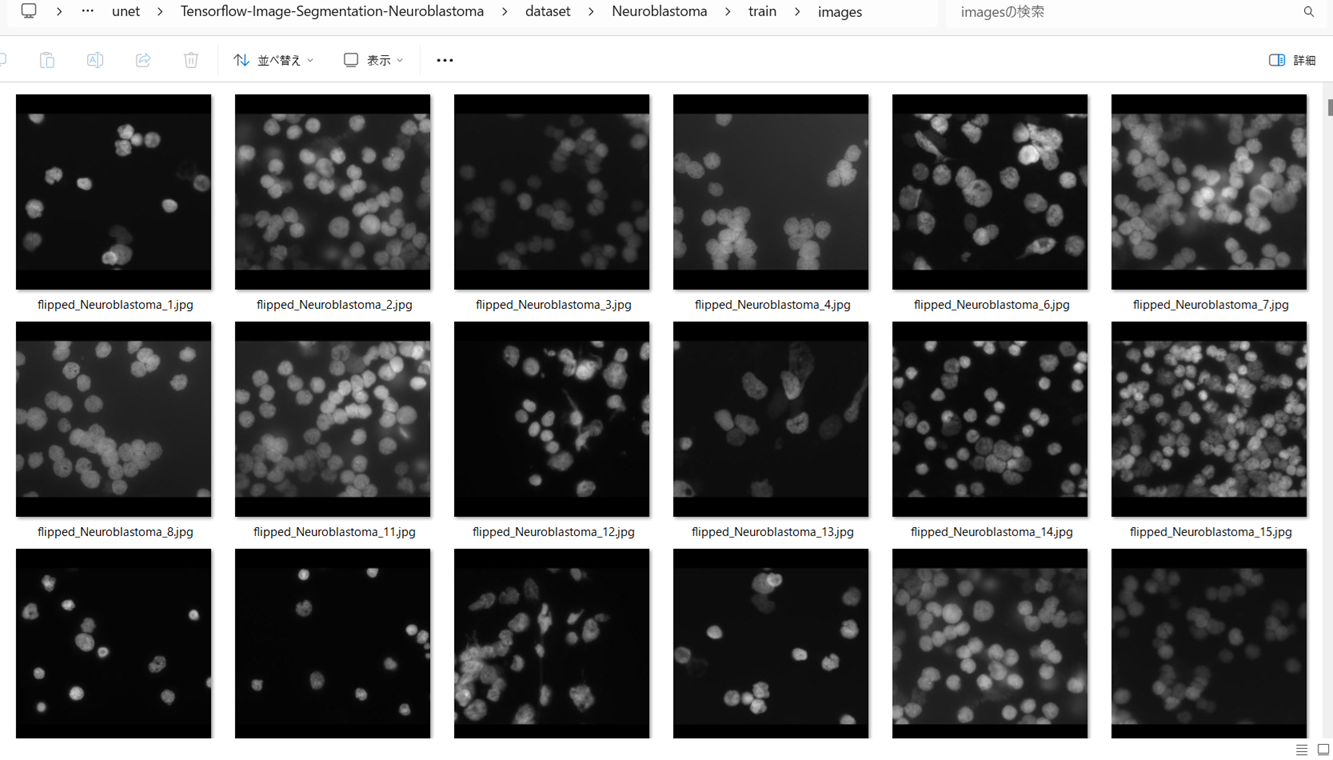 … unet > Tensorflow-Image-Segmentation-Neuroblastoma > dataset > Neuroblastoma > train > images
imagesの検索
並べ替え 表示 … 詳細
flipped_Neuroblastoma_1.jpg
flipped_Neuroblastoma_2.jpg
flipped_Neuroblastoma_3.jpg
flipped_Neuroblastoma_4.jpg
flipped_Neuroblastoma_6.jpg
flipped_Neuroblastoma_7.jpg
flipped_Neuroblastoma_8.jpg
flipped_Neuroblastoma_11.jpg
flipped_Neuroblastoma_12.jpg
flipped_Neuroblastoma_13.jpg
flipped_Neuroblastoma_14.jpg
flipped_Neuroblastoma_15.jpg